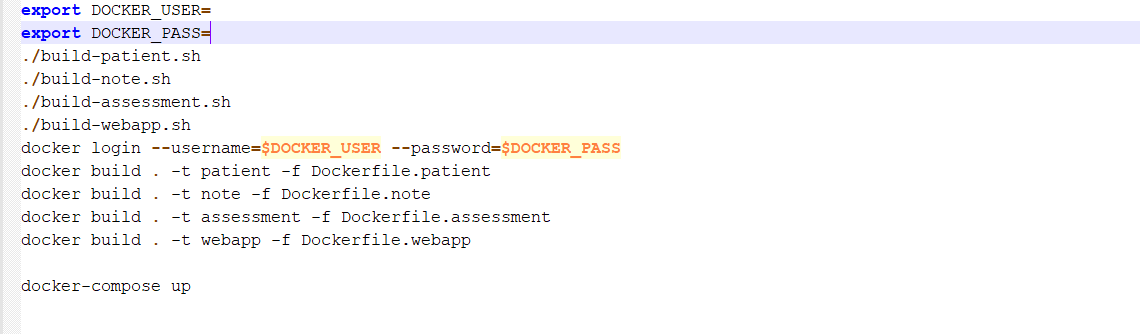 export DOCKER_USER=
export DOCKER_PASS=
./build-patient.sh
./build-note.sh
./build-assessment.sh
./build-webapp.sh
docker login --username=$DOCKER_USER --password=$DOCKER_PASS
docker build . -t patient -f Dockerfile.patient
docker build . -t note -f Dockerfile.note
docker build . -t assessment -f Dockerfile.assessment
docker build . -t webapp -f Dockerfile.webapp
docker-compose up